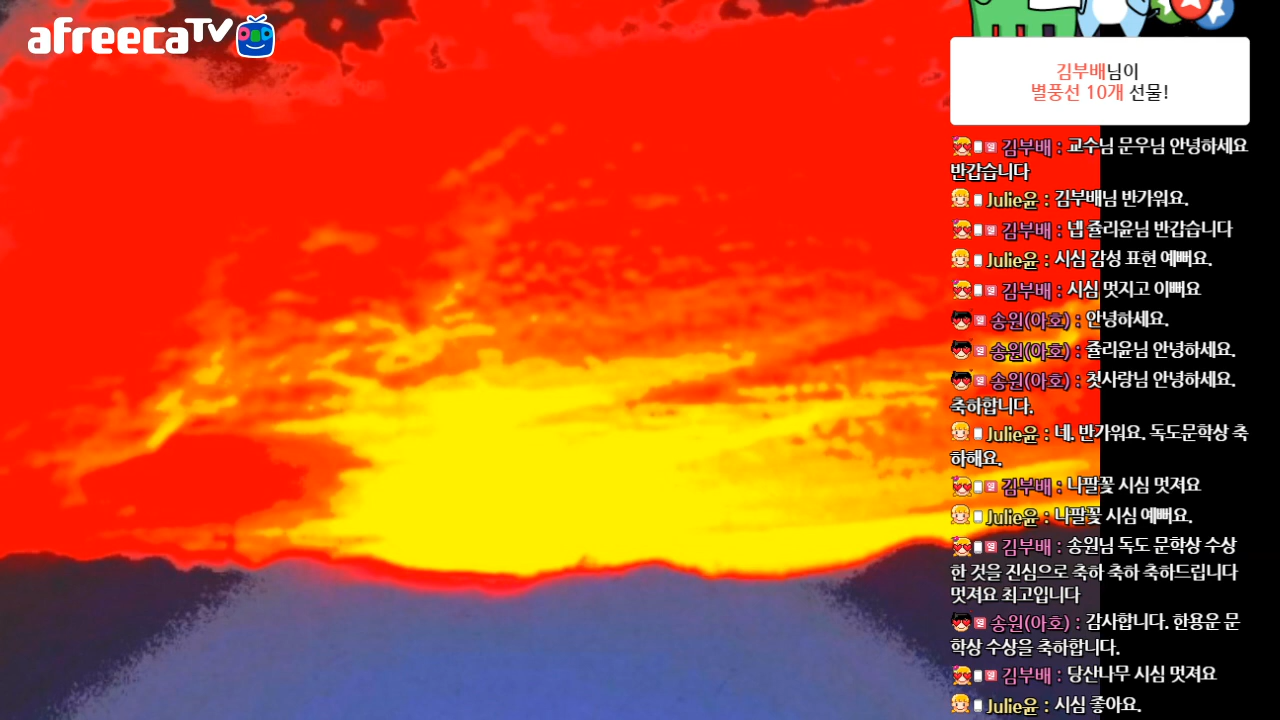 afreecaTV
김부배님이
별풍선 10개 선물!
열 김부배 : 교수님 문우님 안녕하세요
반갑습니다
Julie윤 : 김부배님 반가워요.
열 김부배 : 넵 쥴리윤님 반갑습니다
Julie윤 : 시심 감성 표현 예뻐요.
열 김부배 : 시심 멋지고 이뻐요
열 송원(아호) : 안녕하세요.
열 송원(아호) : 쥴리윤님 안녕하세요.
열 송원(아호) : 첫사랑님 안녕하세요.
축하합니다.
Julie윤 : 네. 반가워요. 독도문학상 축
하해요.
열 김부배 : 나팔꽃 시심 멋져요
Julie윤 : 나팔꽃 시심 예뻐요.
열 김부배 : 송원님 독도 문학상 수상
한 것을 진심으로 축하 축하 축하드립니다
멋져요 최고입니다
열 송원(아호) : 감사합니다. 한용운 문
학상 수상을 축하합니다.
열 김부배 : 당산나무 시심 멋져요
Julie윤 : 시심 좋아요.